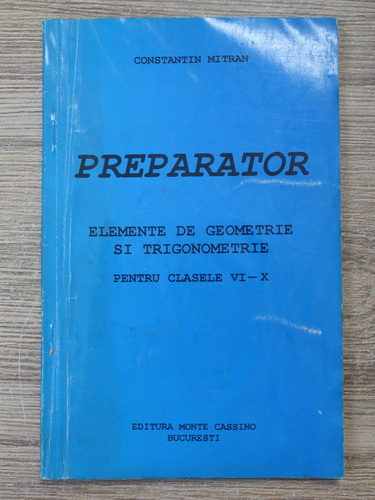 CONSTANTIN MITRAN
PREPARATOR
ELEMENTE DE GEOMETRIE
SI TRIGONOMETRIE
PENTRU CLASELE VI-X
EDITURA MONTE CASSINO
BUCURESTI